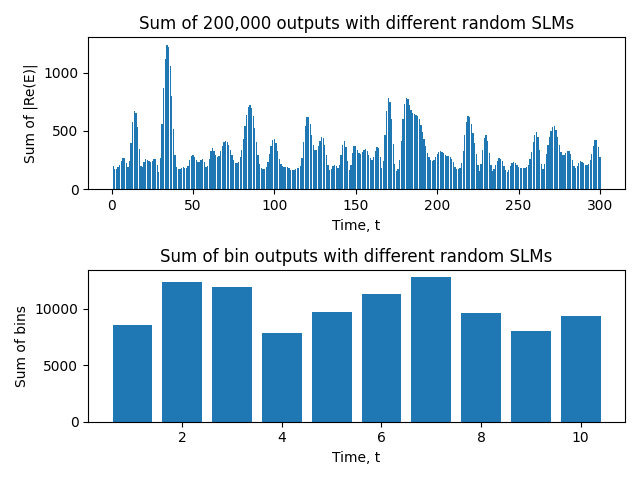 Sum of 200,000 outputs with different random SLMs
Sum of |Re(E)|
1000
500
0
0 50 100 150 200 250 300
Time, t
Sum of bin outputs with different random SLMs
Sum of bins
10000
5000
0
2 4 6 8 10
Time, t